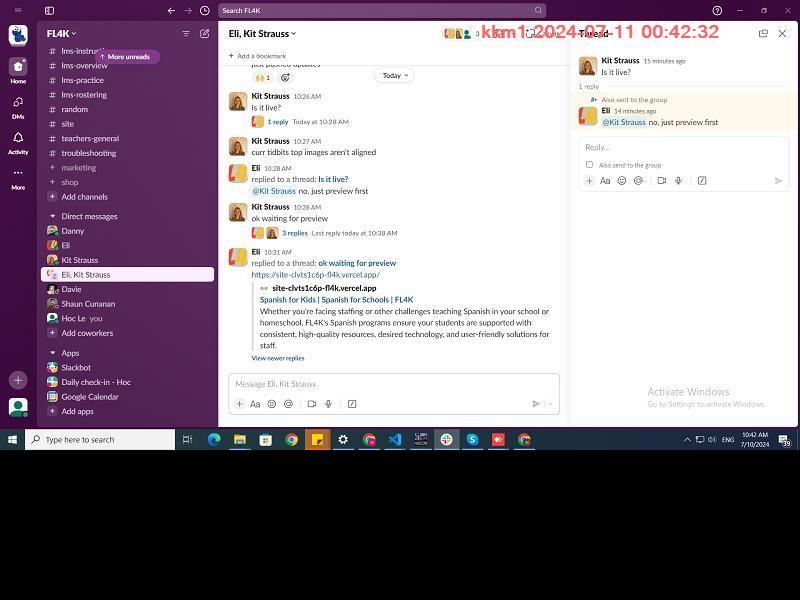 Search FL4K
klm1-2024-07-11 00:42:32
FL4K
Home
DMs
Activity
More
lms-overview
More unreads
lms-practice
lms-rostering
random
site
teachers-general
troubleshooting
marketing
shop
Add channels
Direct messages
Danny
Eli
Kit Strauss
Eli, Kit Strauss
Davie
Shaun Cunanan
Hoc Le you
Add coworkers
Apps
Slackbot
Daily check-in - Hoc
Google Calendar
Add apps
Eli, Kit Strauss
3
Add a bookmark
just pushed updates
1
Today
Kit Strauss 10:26 AM
Is it live?
1 reply Today at 10:28 AM
Kit Strauss 10:27 AM
curr tidbits top images aren't aligned
Eli 10:28 AM
replied to a thread: Is it live?
@Kit Strauss no, just preview first
Kit Strauss 10:28 AM
ok waiting for preview
3 replies Last reply today at 10:38 AM
Eli 10:31 AM
replied to a thread: ok waiting for preview
https://site-clvts1c6p-fl4k.vercel.app/
site-clvts1c6p-fl4k.vercel.app
Spanish for Kids | Spanish for Schools | FL4K
Whether you're facing staffing or other challenges teaching Spanish in your school or
homeschool, FL4K's Spanish programs ensure your students are supported with
consistent, high-quality resources, desired technology, and user-friendly solutions for
staff.
View newer replies
Message Eli, Kit Strauss
Aa
Thread
Kit Strauss 15 minutes ago
Is it live?
1 reply
Also sent to the group
Eli 14 minutes ago
@Kit Strauss no, just preview first
Reply...
Also send to the group
Aa
Activate Windows
Go to Settings to activate Windows.
Type here to search
ENG
10:42 AM
7/10/2024
39